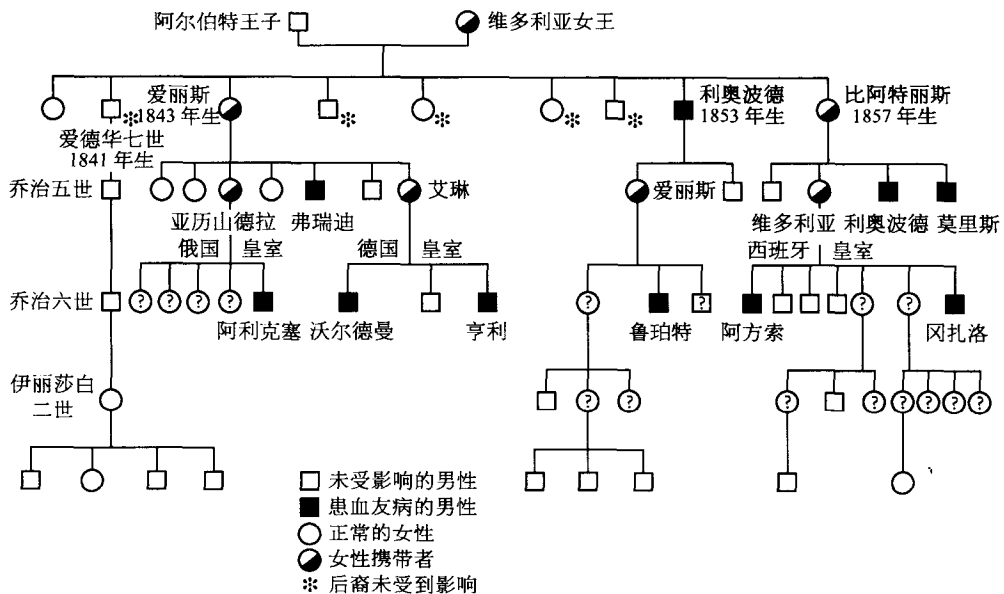 阿尔伯特王子
维多利亚女王
爱丽斯
1843 年生
利奥波德
1853 年生
比阿特丽斯
1857 年生
爱德华七世
1841 年生
乔治五世
艾琳
爱丽斯
亚历山德拉 弗瑞迪
维多利亚 利奥波德 莫里斯
俄国 皇室
德国 皇室
西班牙 皇室
? ? ? ?
? ?
? ?
乔治六世
阿利克塞 沃尔德曼 亨利
鲁珀特 阿方索 冈扎洛
伊丽莎白
二世
? ?
? ? ? ? ? ?
未受影响的男性
患血友病的男性
正常的女性
女性携带者
※ 后裔未受到影响